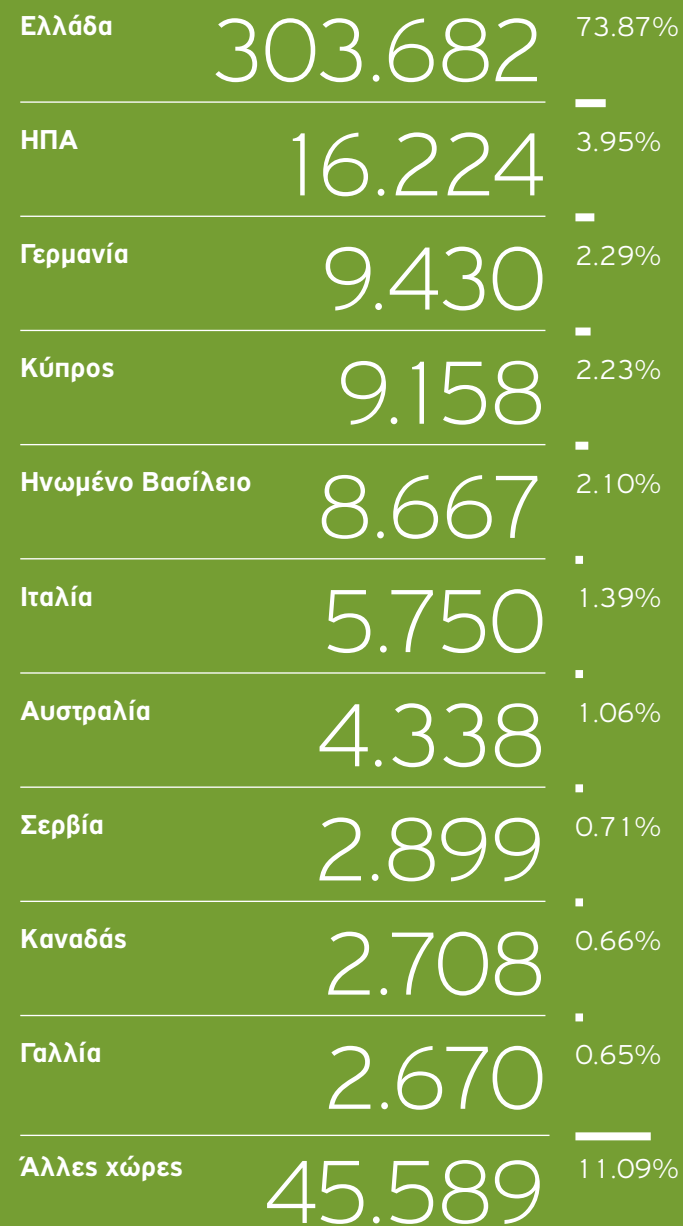 Ελλάδα 303.682 73.87%
ΗΠΑ 16.224 3.95%
Γερμανία 9.430 2.29%
Κύπρος 9.158 2.23%
Ηνωμένο Βασίλειο 8.667 2.10%
Ιταλία 5.750 1.39%
Αυστραλία 4.338 1.06%
Σερβία 2.899 0.71%
Καναδάς 2.708 0.66%
Γαλλία 2.670 0.65%
Άλλες χώρες 45.589 11.09%